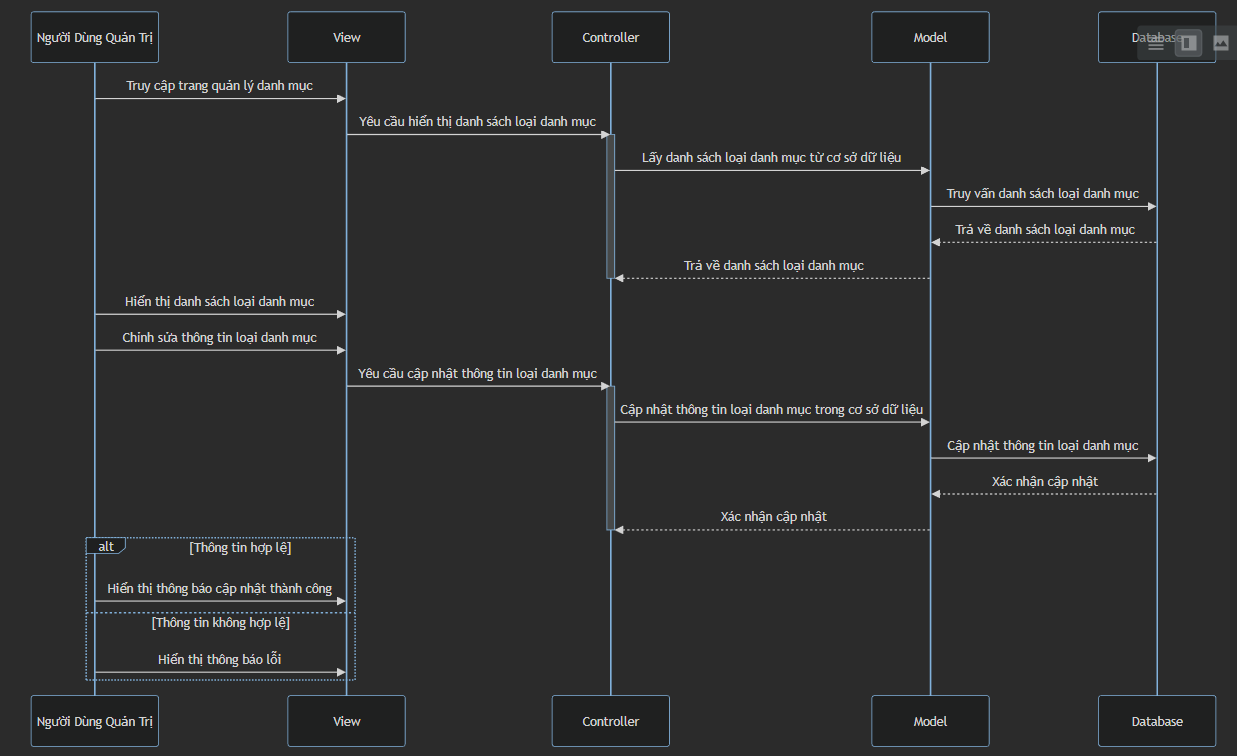 Người Dùng Quản Trị
View
Controller
Model
Database
Truy cập trang quản lý danh mục
Yêu cầu hiển thị danh sách loại danh mục
Lấy danh sách loại danh mục từ cơ sở dữ liệu
Truy vấn danh sách loại danh mục
Trả về danh sách loại danh mục
Trả về danh sách loại danh mục
Hiển thị danh sách loại danh mục
Chỉnh sửa thông tin loại danh mục
Yêu cầu cập nhật thông tin loại danh mục
Cập nhật thông tin loại danh mục trong cơ sở dữ liệu
Cập nhật thông tin loại danh mục
Xác nhận cập nhật
Xác nhận cập nhật
alt
[Thông tin hợp lệ]
Hiển thị thông báo cập nhật thành công
[Thông tin không hợp lệ]
Hiển thị thông báo lỗi
Người Dùng Quản Trị
View
Controller
Model
Database